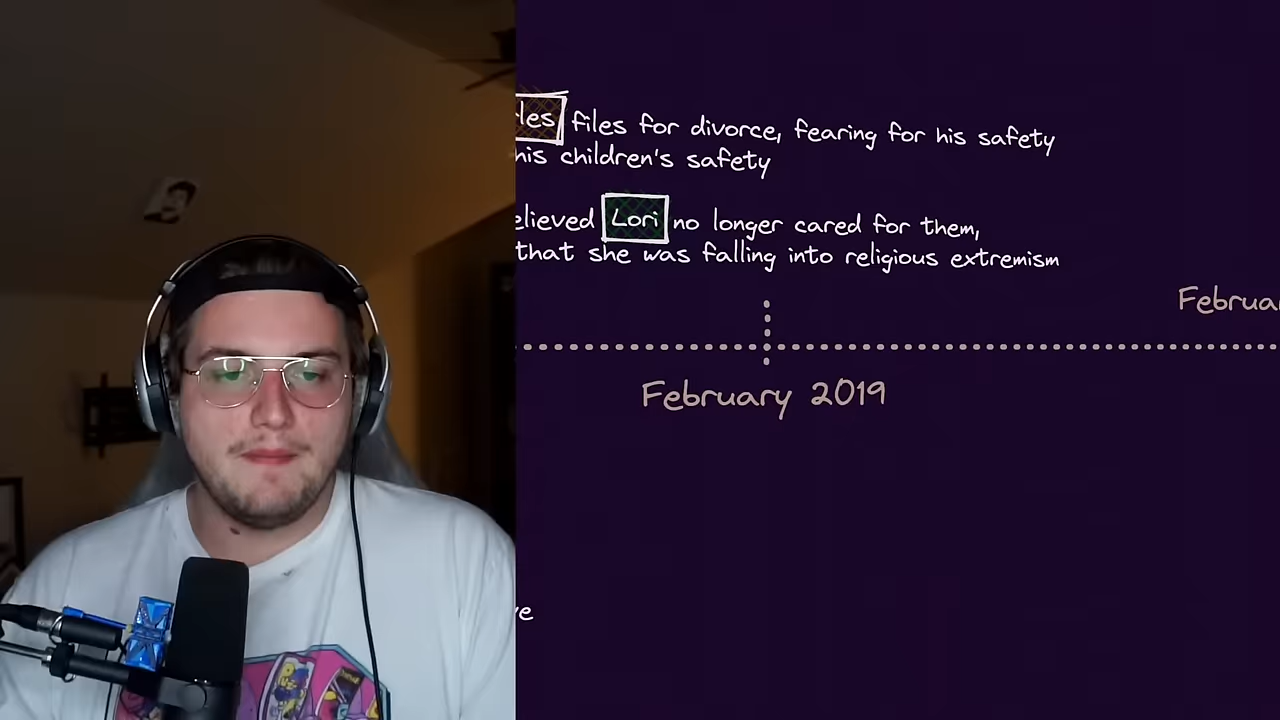 files for divorce, fearing for his safety
his children's safety
Lori no longer cared for them,
that she was falling into religious extremism
February 2019